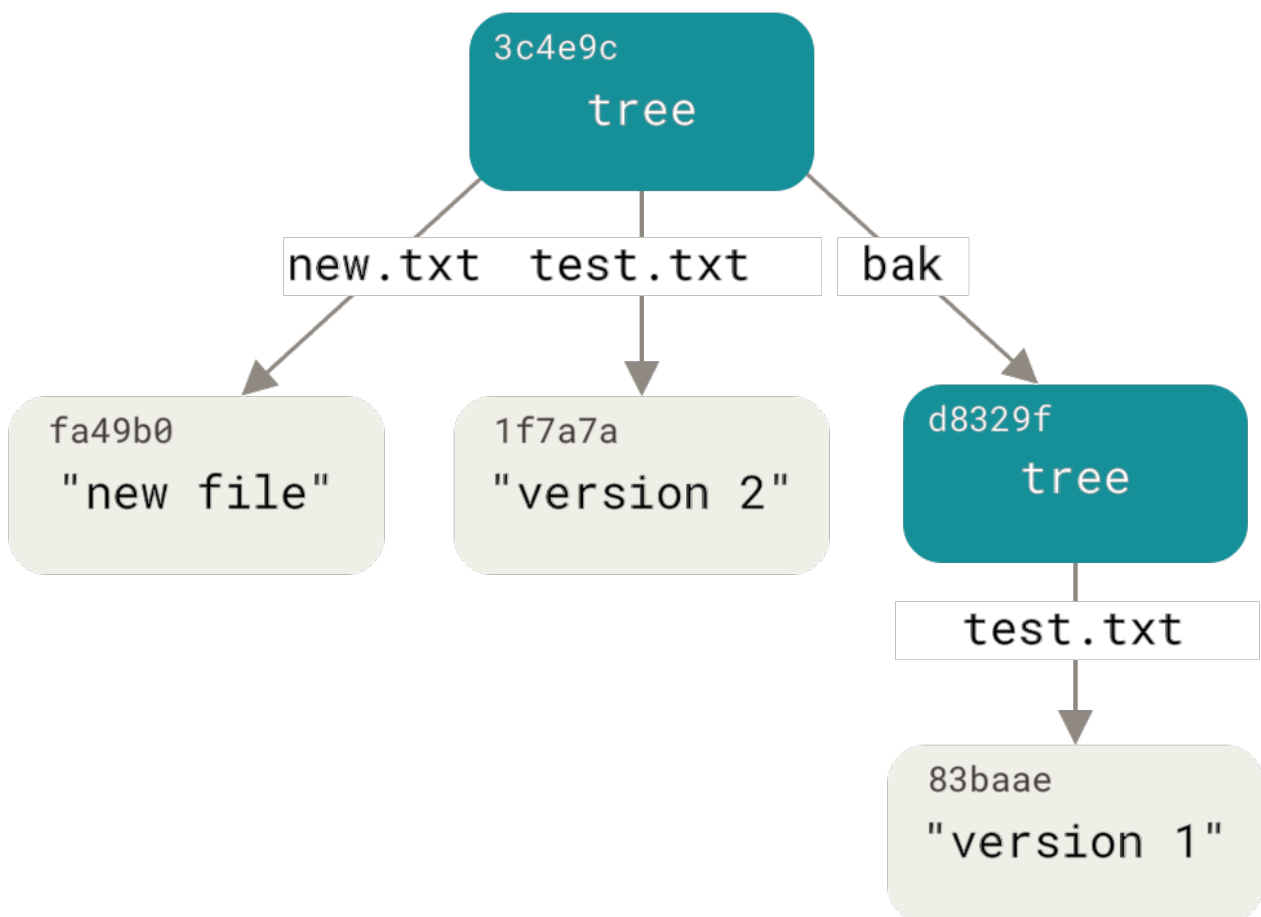 3c4e9c
tree
new.txt test.txt bak
fa49b0
"new file"
1f7a7a
"version 2"
d8329f
tree
test.txt
83baae
"version 1"